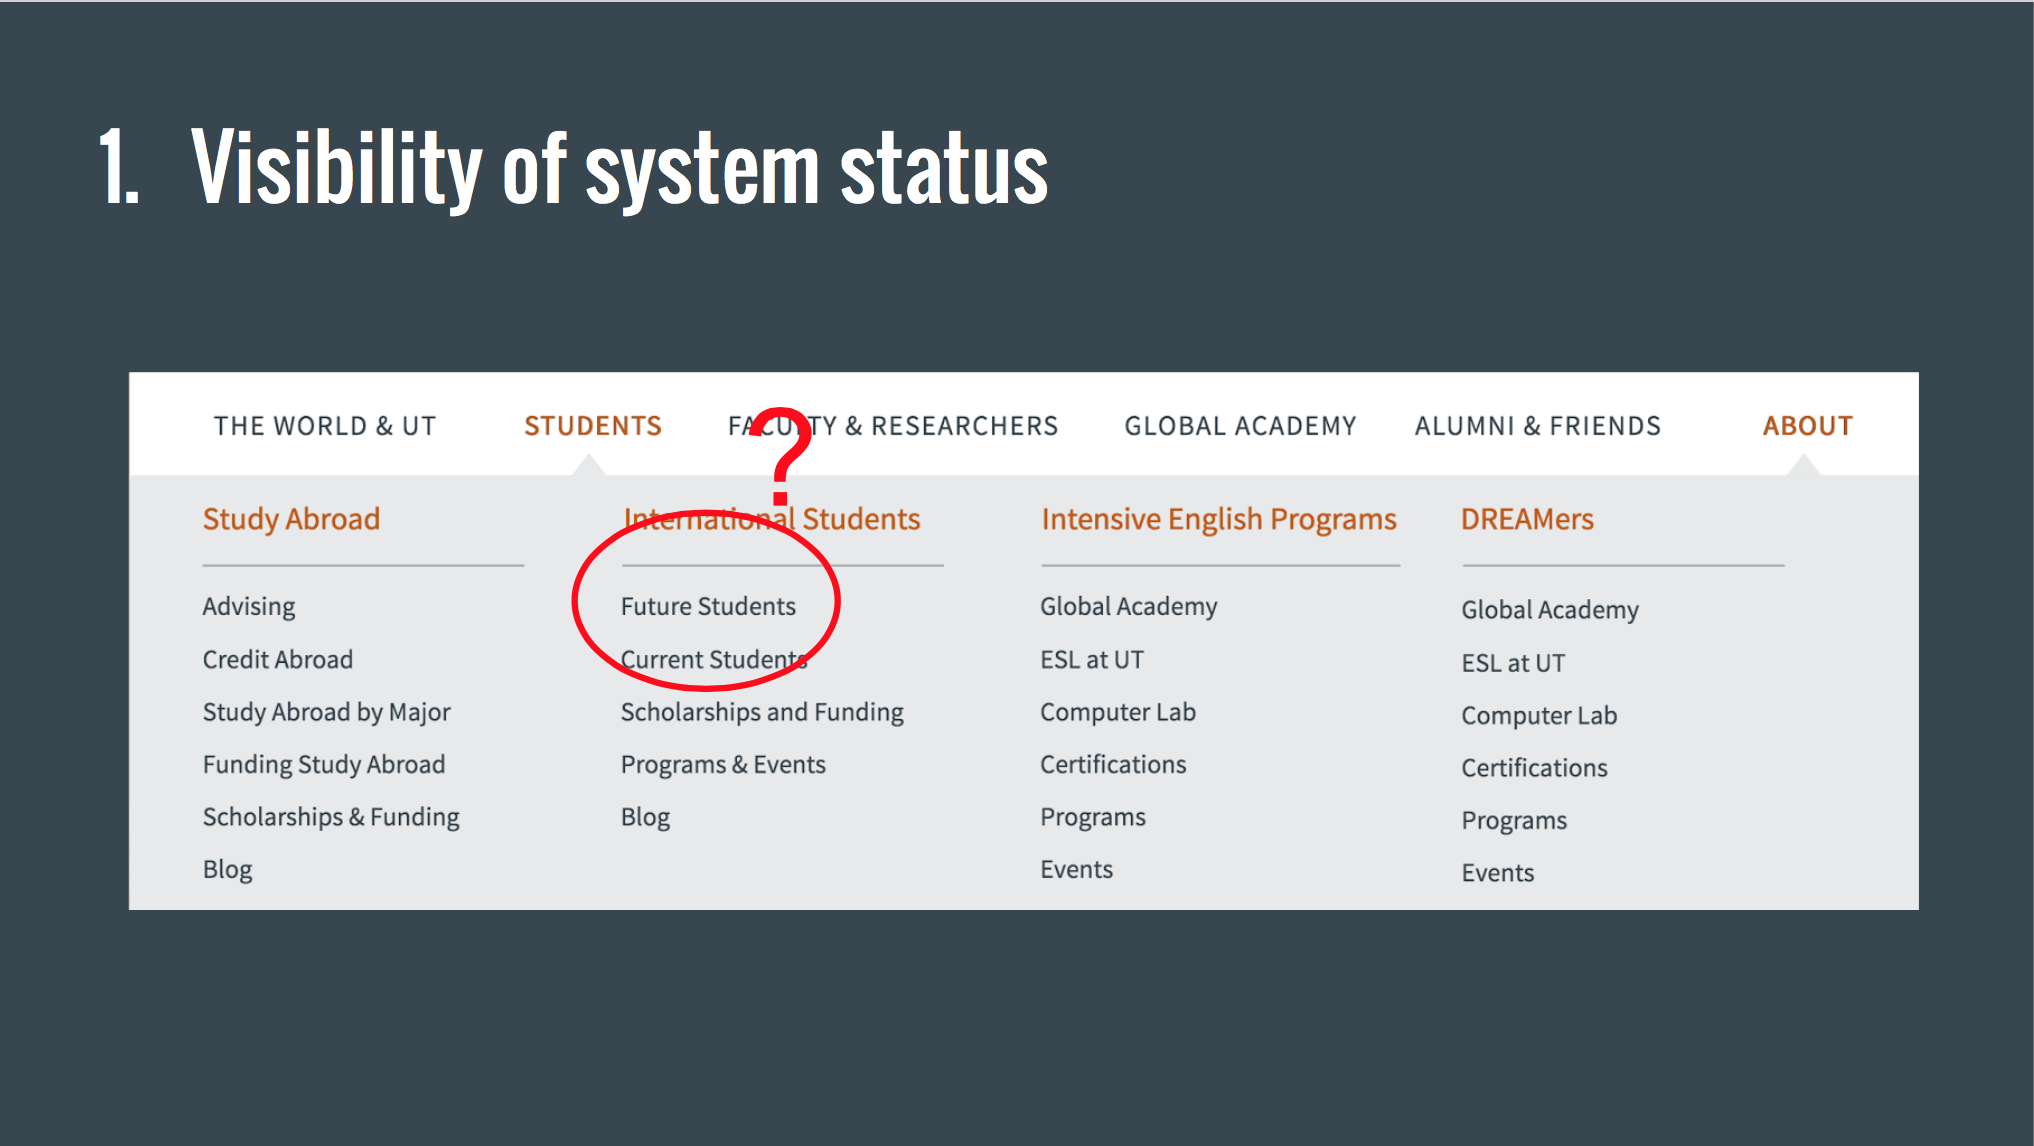 1. Visibility of system status
THE WORLD & UT STUDENTS FACULTY & RESEARCHERS GLOBAL ACADEMY ALUMNI & FRIENDS ABOUT
?
Study Abroad
Advising
Credit Abroad
Study Abroad by Major
Funding Study Abroad
Scholarships & Funding
Blog
International Students
Future Students
Current Students
Scholarships and Funding
Programs & Events
Blog
Intensive English Programs
Global Academy
ESL at UT
Computer Lab
Certifications
Programs
Events
DREAMers
Global Academy
ESL at UT
Computer Lab
Certifications
Programs
Events